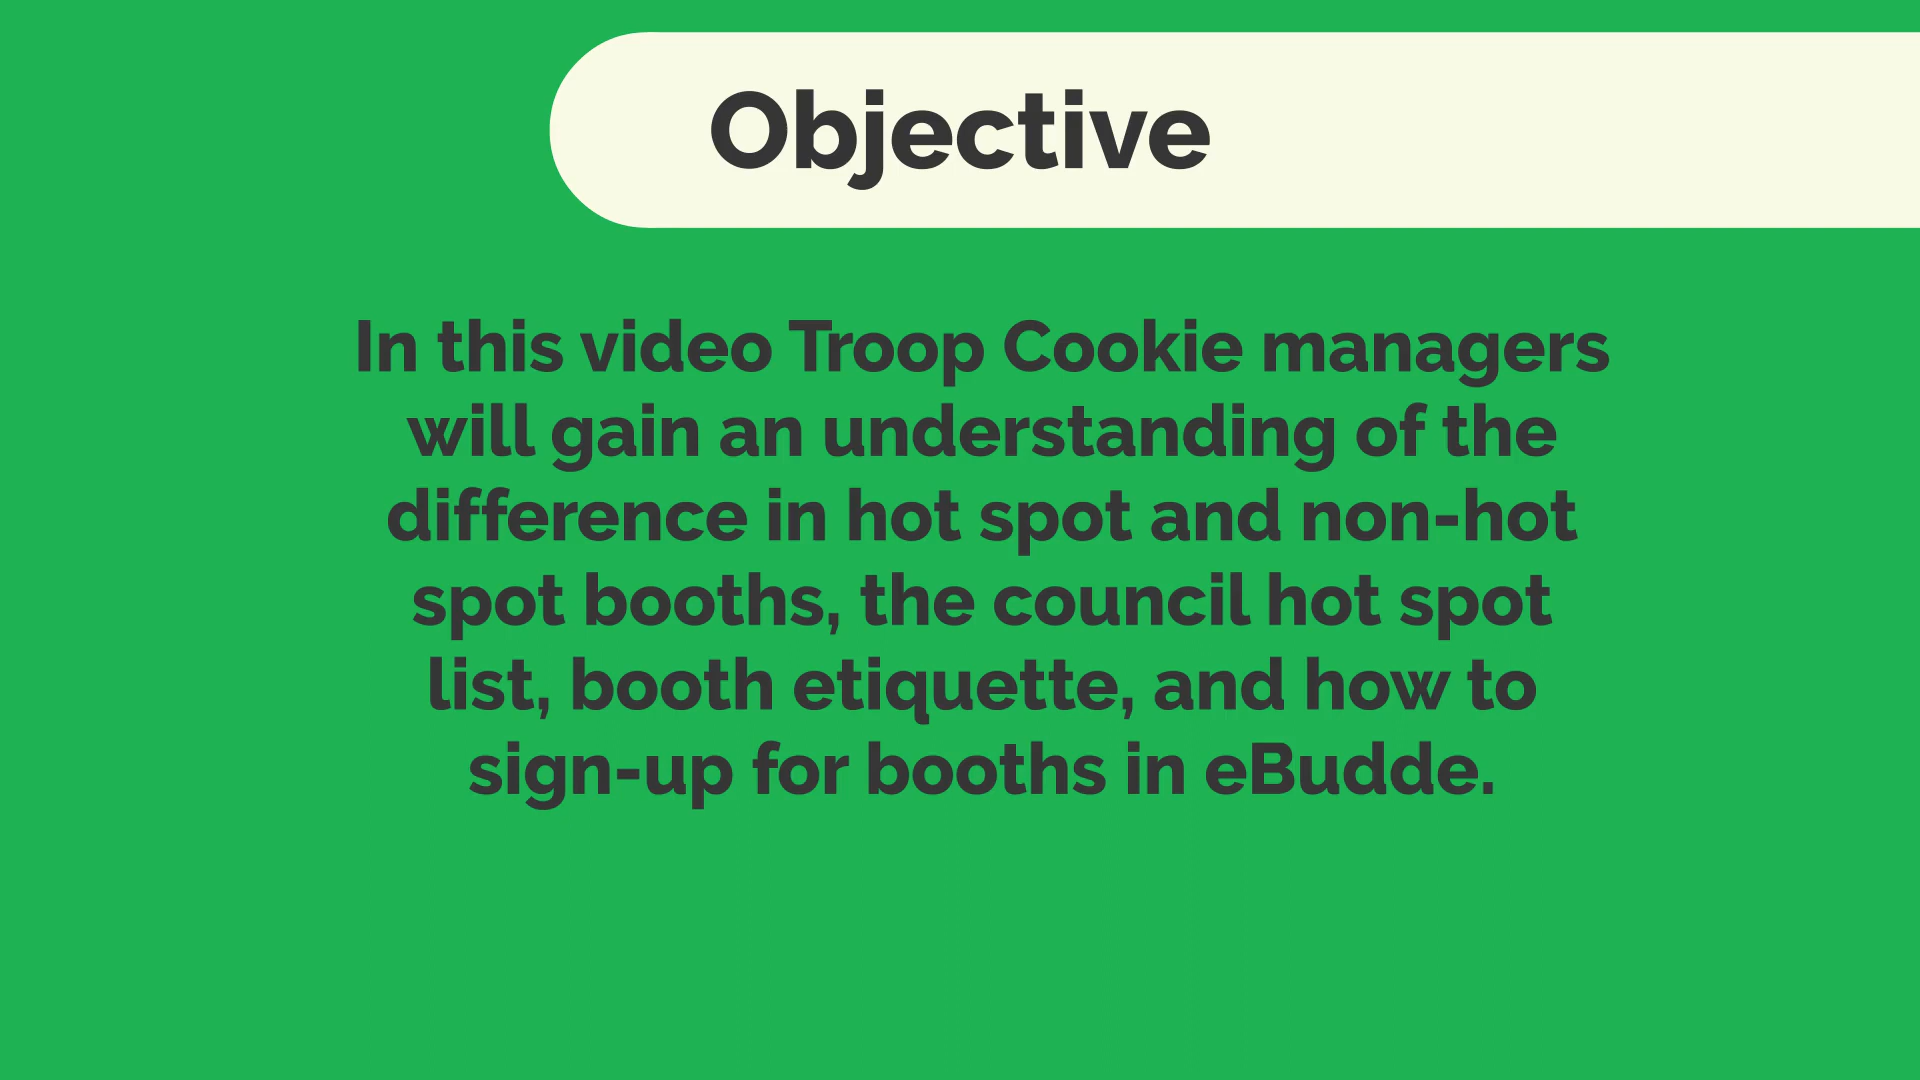 Objective
In this video Troop Cookie managers
will gain an understanding of the
difference in hot spot and non-hot
spot booths, the council hot spot
list, booth etiquette, and how to
sign-up for booths in eBudde.